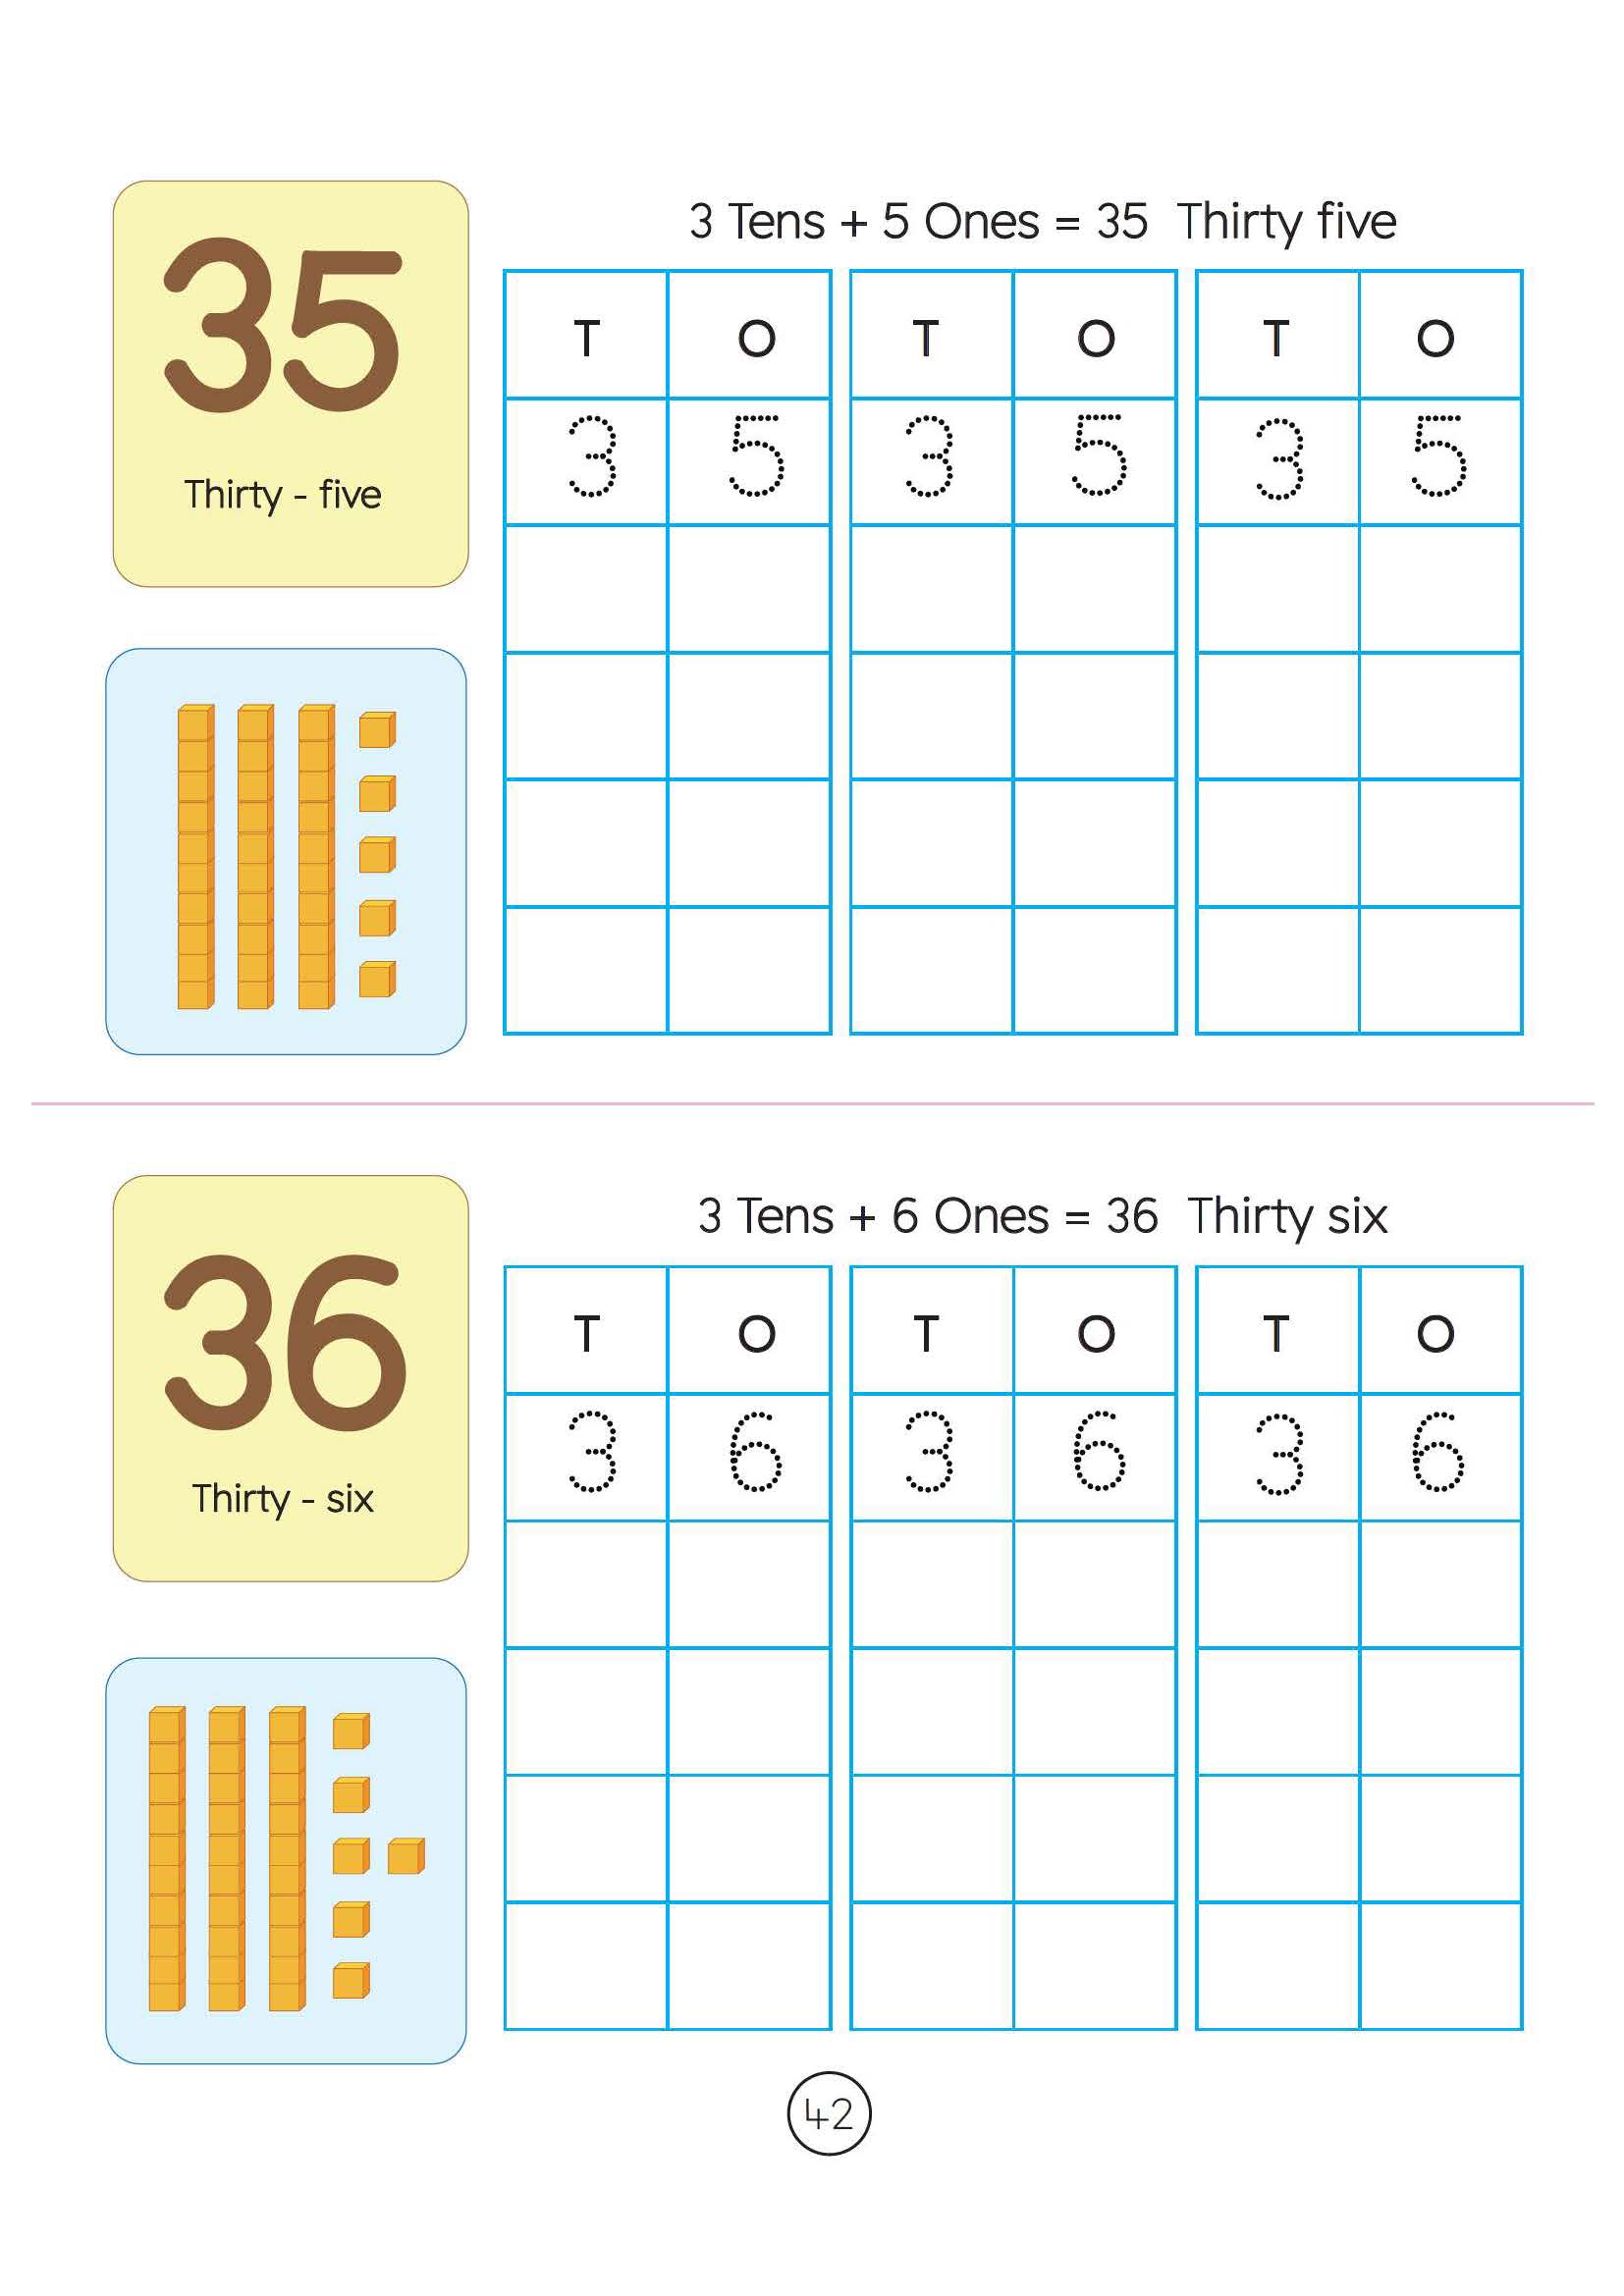 35
Thirty - five
3 Tens + 5 Ones = 35 Thirty five
T O T O T O
3 5 3 5 3 5
36
Thirty - six
3 Tens + 6 Ones = 36 Thirty six
T O T O T O
3 6 3 6 3 6
42